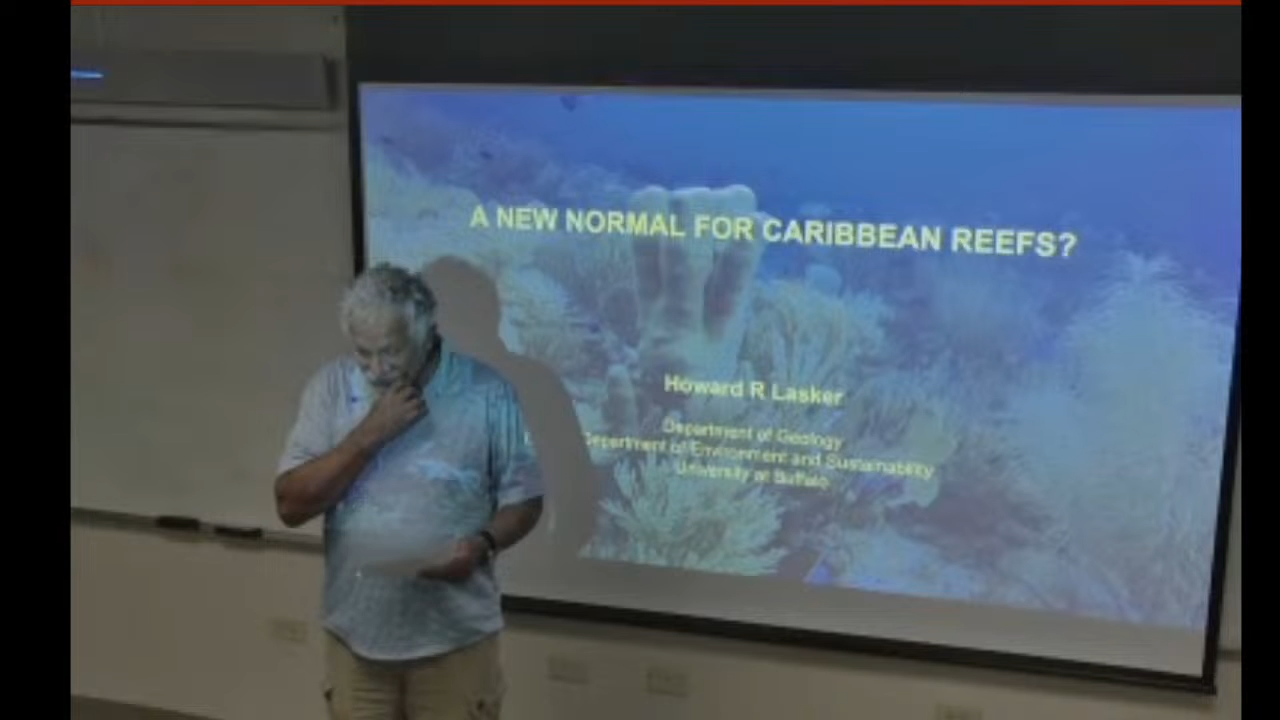 A NEW NORMAL FOR CARIBBEAN REEFS?
Howard R Lasker
Department of Geology
Department of Environment and Sustainability
University at Buffalo